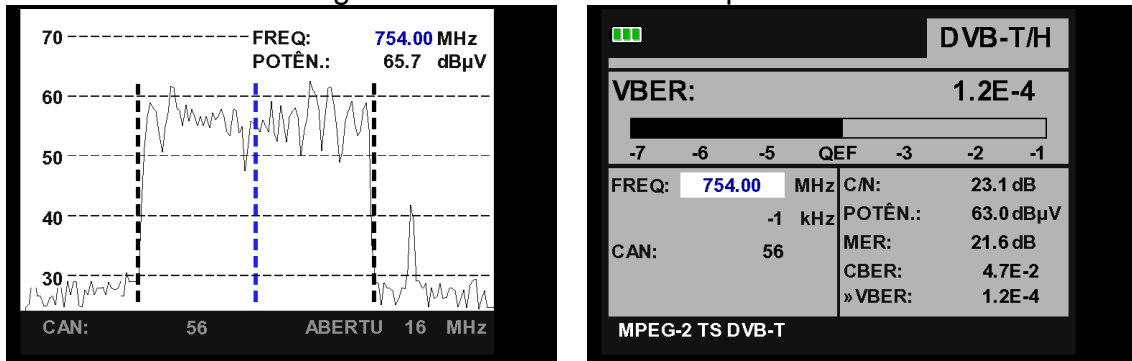 70 FREQ: 754.00 MHz
POTÊN.: 65.7 dBµV
60
50
40
30
CAN: 56 ABERTU 16 MHz
DVB-T/H
VBER: 1.2E-4
-7 -6 -5 QEF -3 -2 -1
FREQ: 754.00 MHz
-1 kHz
CAN: 56
C/N: 23.1 dB
POTÊN.: 63.0 dBµV
MER: 21.6 dB
CBER: 4.7E-2
»VBER: 1.2E-4
MPEG-2 TS DVB-T